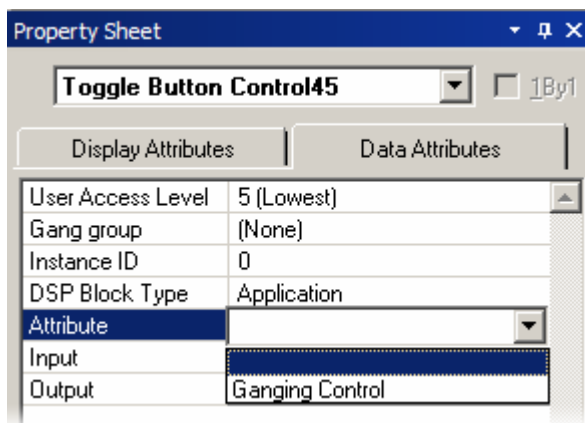 Property Sheet
Toggle Button Control45
1By1
Display Attributes
Data Attributes
User Access Level 5 (Lowest)
Gang group (None)
Instance ID 0
DSP Block Type Application
Attribute
Input
Output Ganging Control